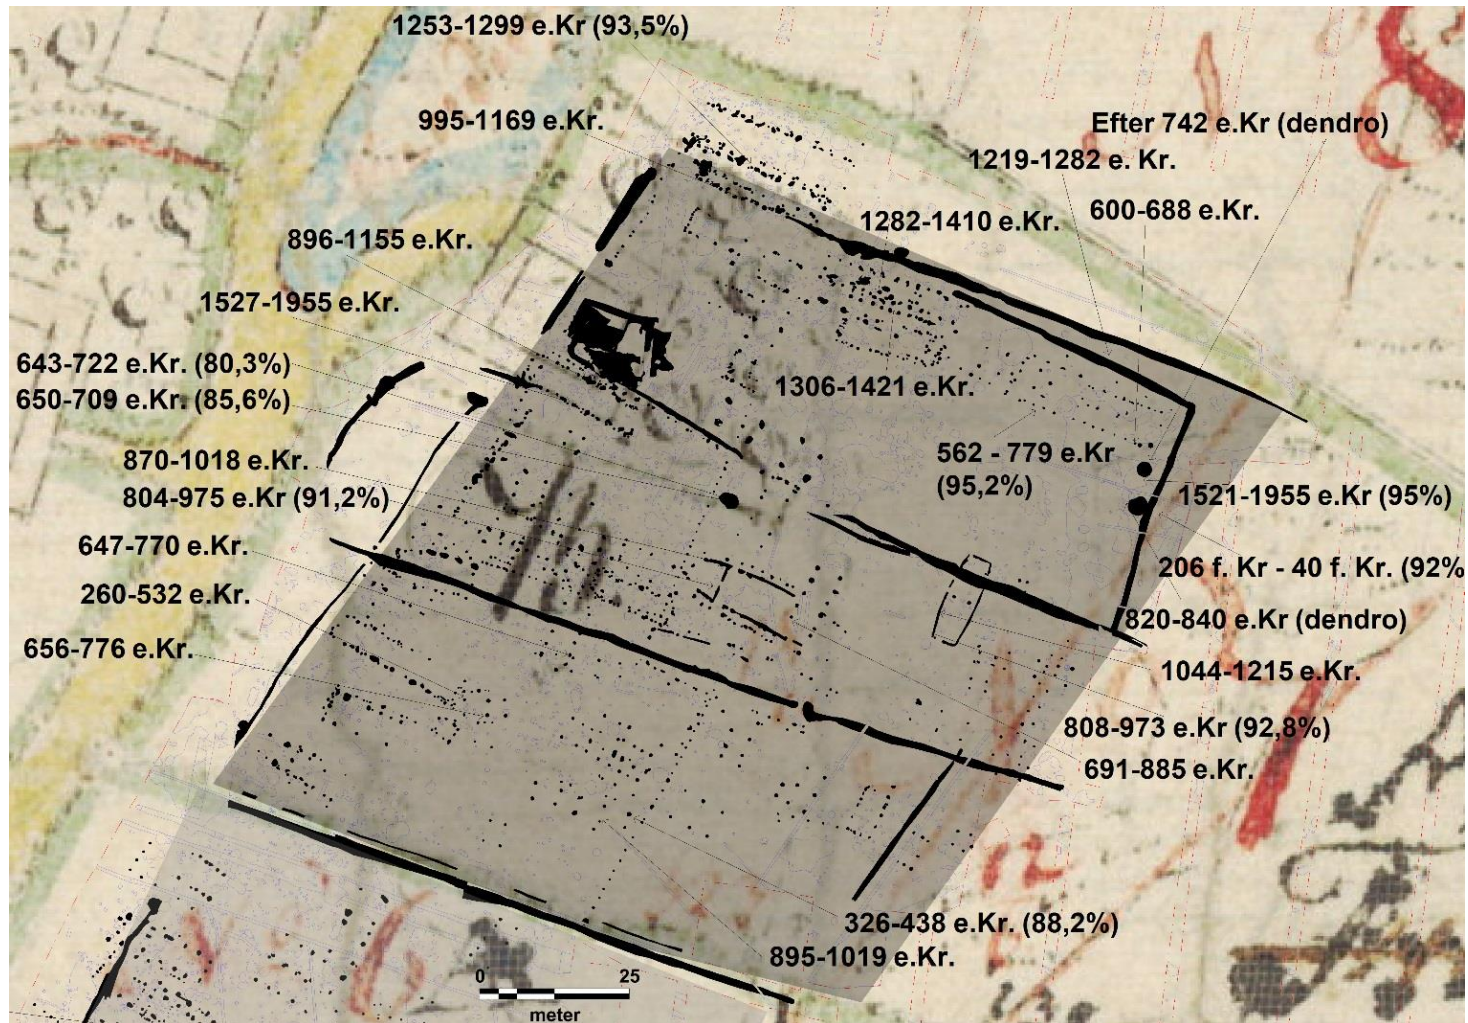 1253-1299 e.Kr (93,5%)
995-1169 e.Kr.
Efter 742 e.Kr (dendro)
1219-1282 e. Kr.
600-688 e.Kr.
1282-1410 e.Kr.
896-1155 e.Kr.
1527-1955 e.Kr.
643-722 e.Kr. (80,3%)
650-709 e.Kr. (85,6%)
1306-1421 e.Kr.
870-1018 e.Kr.
804-975 e.Kr (91,2%)
562 - 779 e.Kr
(95,2%)
1521-1955 e.Kr (95%)
647-770 e.Kr.
260-532 e.Kr.
656-776 e.Kr.
206 f. Kr - 40 f. Kr. (92%
820-840 e.Kr (dendro)
1044-1215 e.Kr.
808-973 e.Kr (92,8%)
691-885 e.Kr.
326-438 e.Kr. (88,2%)
895-1019 e.Kr.
0 25
meter
12